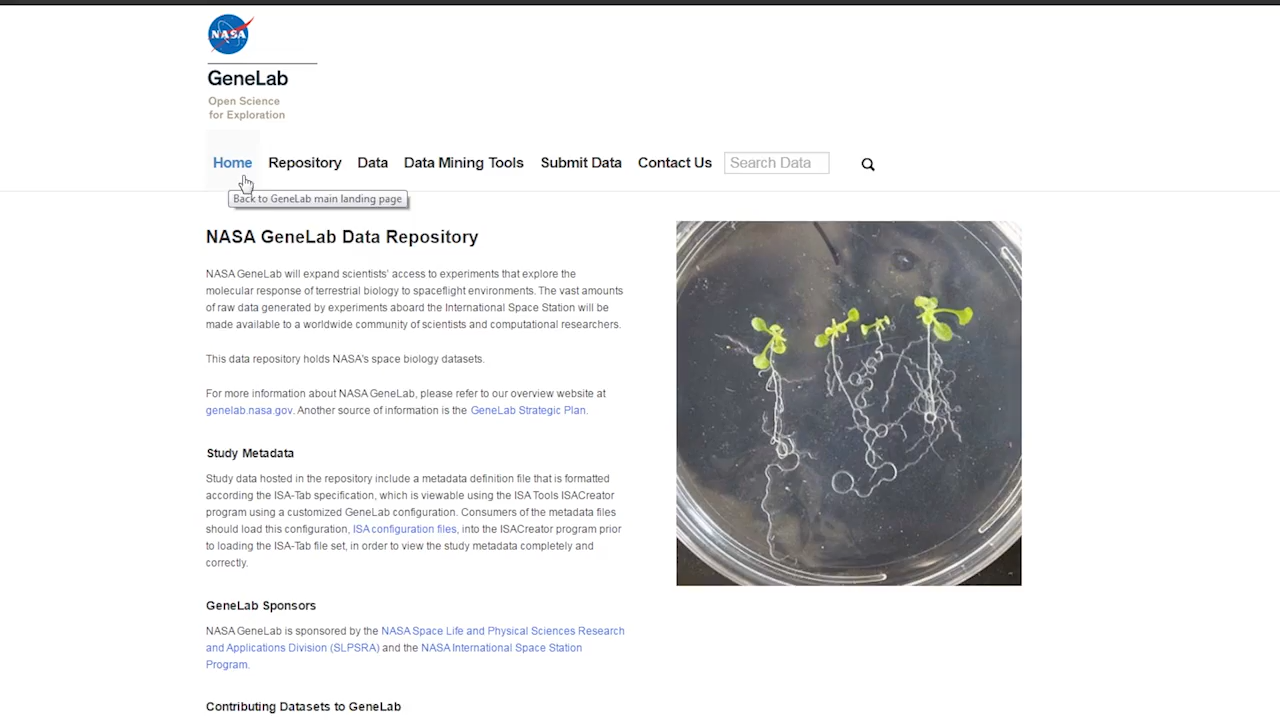 NASA
GeneLab
Open Science
for Exploration
Home Repository Data Data Mining Tools Submit Data Contact Us Search Data
Back to GeneLab main landing page
NASA GeneLab Data Repository
NASA GeneLab will expand scientists' access to experiments that explore the
molecular response of terrestrial biology to spaceflight environments. The vast amounts
of raw data generated by experiments aboard the International Space Station will be
made available to a worldwide community of scientists and computational researchers.
This data repository holds NASA's space biology datasets.
For more information about NASA GeneLab, please refer to our overview website at
genelab.nasa.gov. Another source of information is the GeneLab Strategic Plan.
Study Metadata
Study data hosted in the repository include a metadata definition file that is formatted
according the ISA-Tab specification, which is viewable using the ISA Tools ISACreator
program using a customized GeneLab configuration. Consumers of the metadata files
should load this configuration, ISA configuration files, into the ISACreator program prior
to loading the ISA-Tab file set, in order to view the study metadata completely and
correctly.
GeneLab Sponsors
NASA GeneLab is sponsored by the NASA Space Life and Physical Sciences Research
and Applications Division (SLPSRA) and the NASA International Space Station
Program.
Contributing Datasets to GeneLab